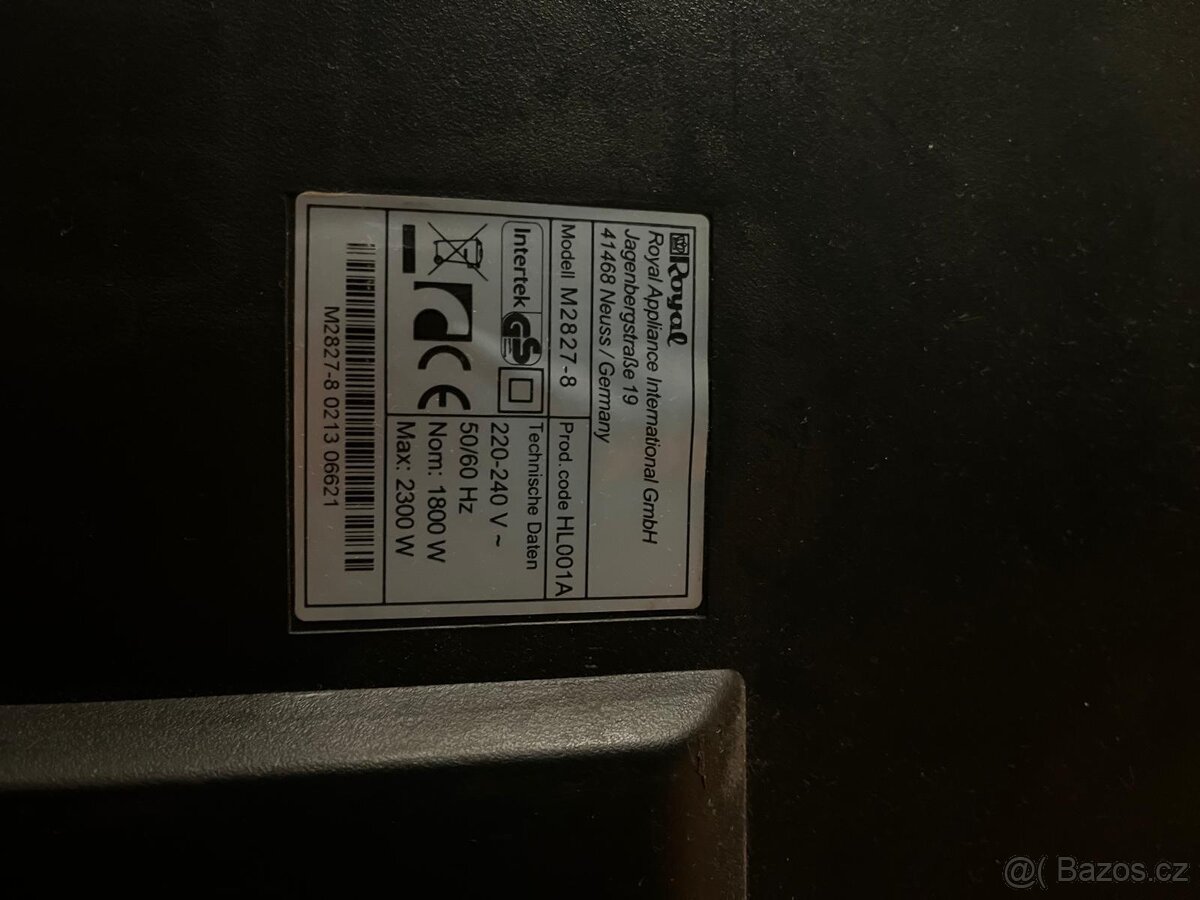 Royal
Royal Appliance International GmbH
Jagenbergstraße 19
41468 Neuss / Germany
Modell M2827-8
Prod. code HL001A
Intertek GS
CE
Technische Daten
220-240 V ~
50/60 Hz
Nom: 1800 W
Max: 2300 W
M2827-8 0213 06621
@( Bazos.cz